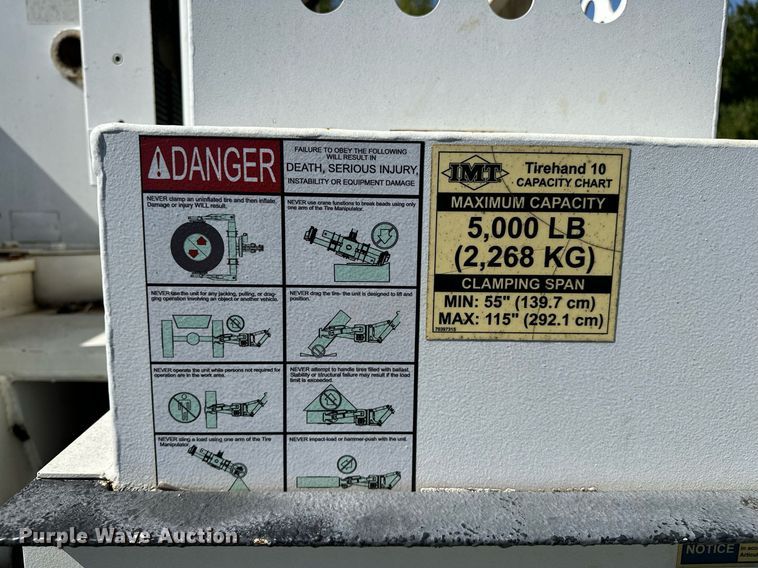 DANGER
FAILURE TO OBEY THE FOLLOWING
WILL RESULT IN
DEATH, SERIOUS INJURY,
INSTABILITY OR EQUIPMENT DAMAGE
NEVER clamp an uninflated tire and then inflate.
Damage or injury WILL result.
NEVER use crane functions to break beads using only
one arm of the Tire Manipulator.
NEVER use the unit for any jacking, pulling, or drag-
ging operation involving an object or another vehicle.
NEVER drag the tire- the unit is designed to lift and
position.
NEVER operate the unit while persons not required for
operation are in the work area.
NEVER attempt to handle tires filled with ballast.
Stability or structural failure may result if the load
limit is exceeded.
NEVER sling a load using one arm of the Tire
Manipulator.
NEVER impact-load or hammer-push with the unit.
IMT
Tirehand 10
CAPACITY CHART
MAXIMUM CAPACITY
5,000 LB
(2,268 KG)
CLAMPING SPAN
MIN: 55" (139.7 cm)
MAX: 115" (292.1 cm)
70397315
Purple Wave Auction
NOTICE